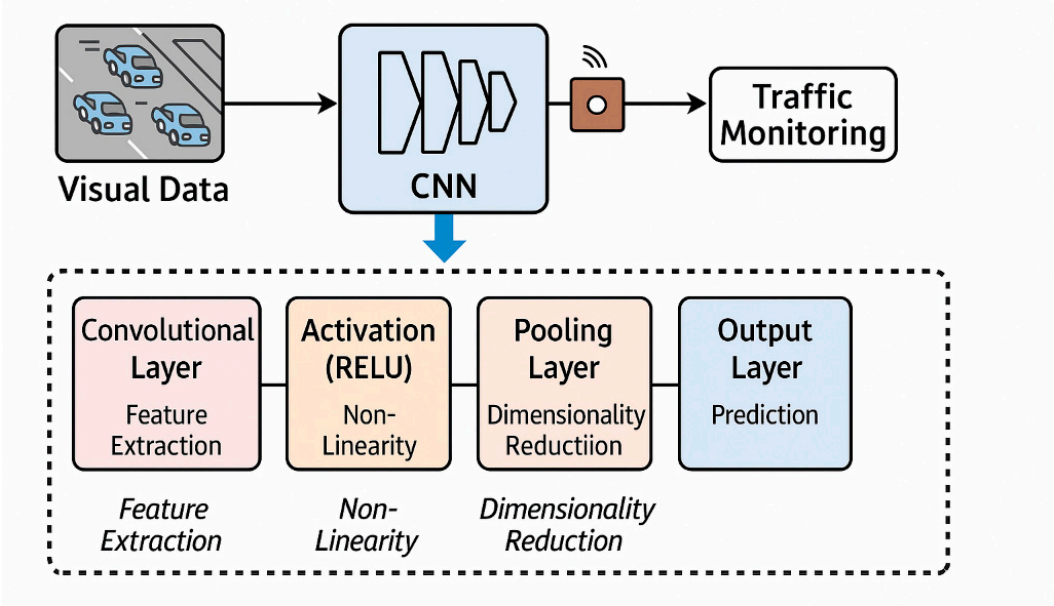 Traffic
Monitoring
Visual Data
CNN
Convolutional
Layer
Feature
Extraction
Activation
(RELU)
Non-
Linearity
Pooling
Layer
Dimensionality
Reductiion
Output
Layer
Prediction
Feature
Extraction
Non-
Linearity
Dimensionality
Reduction